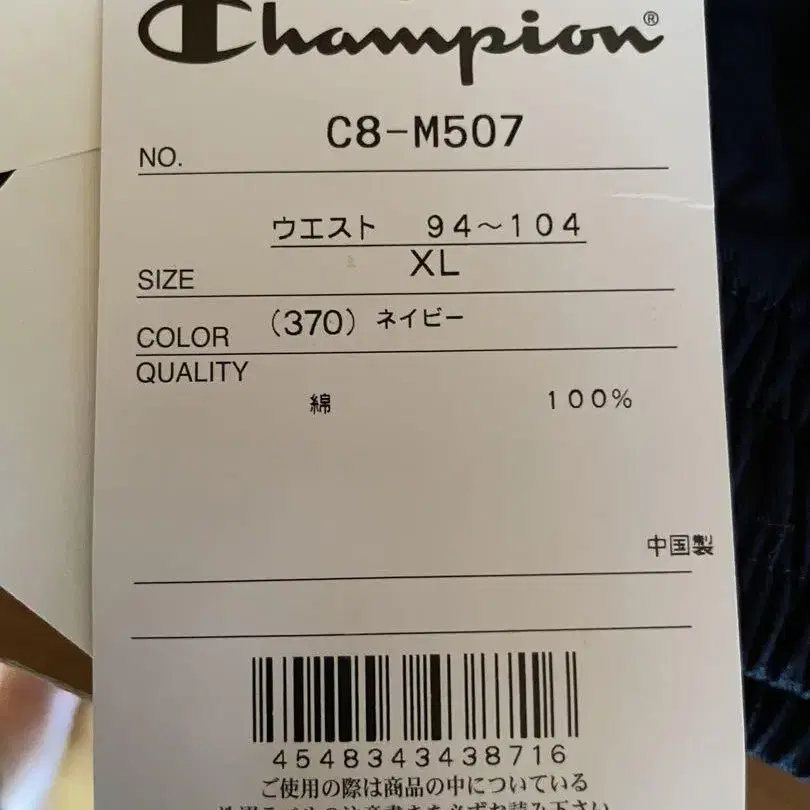 Champion®
NO. C8-M507
ウエスト 94～104
SIZE XL
COLOR (370) ネイビー
QUALITY
綿 100%
中国製
4548343438716
ご使用の際は商品の中についている